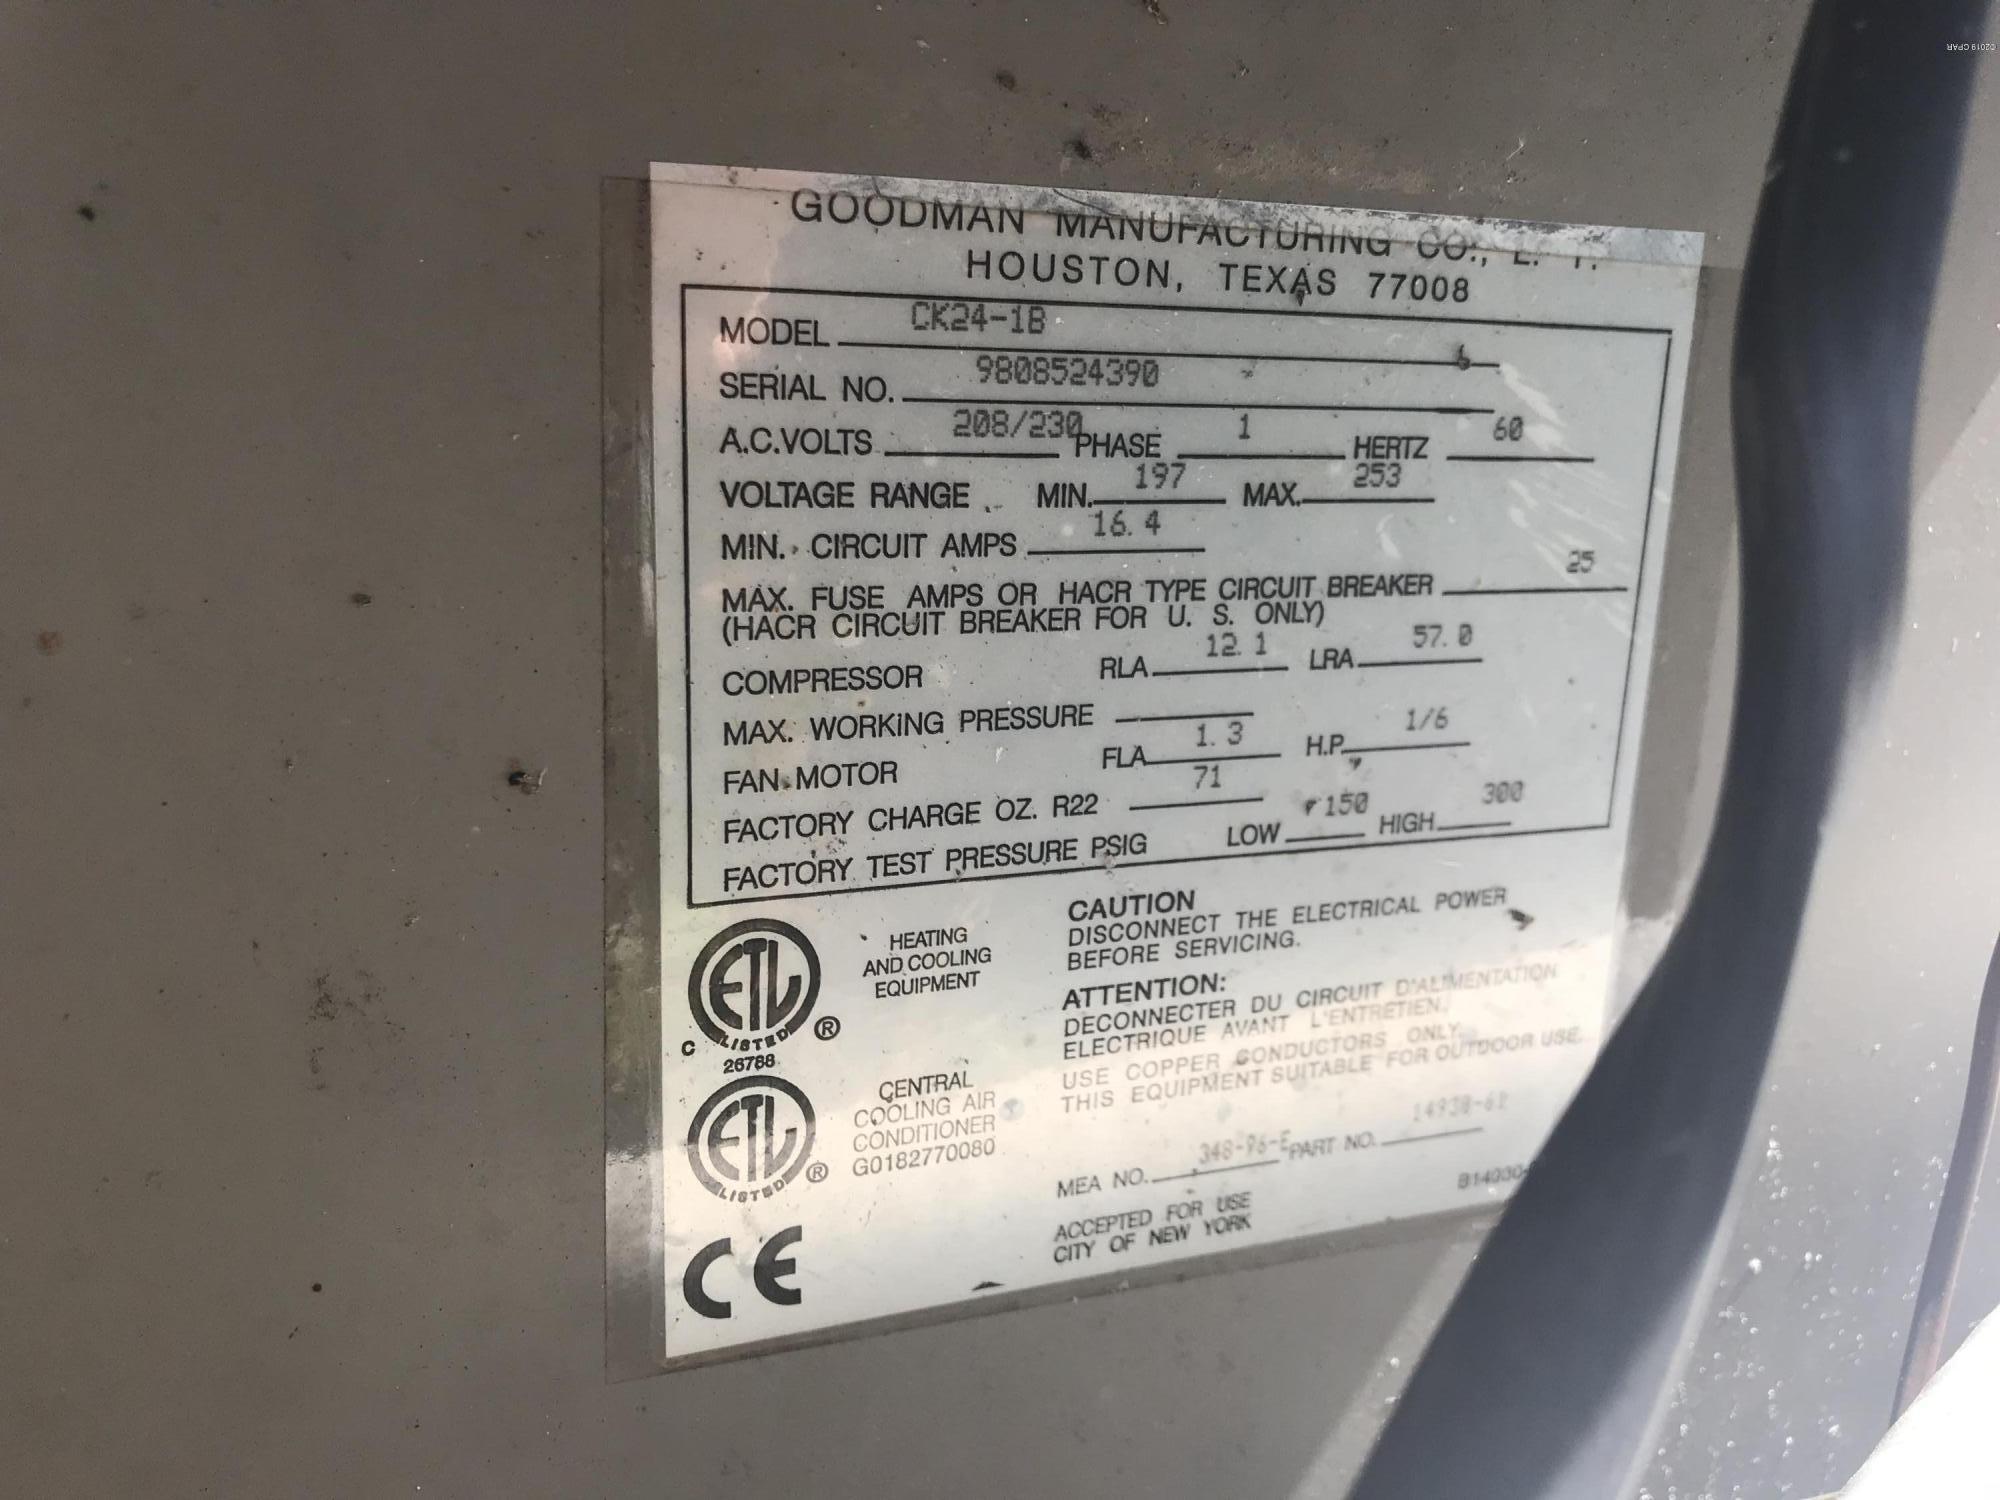 GOODMAN MANUFACTURING CO., L.
HOUSTON, TEXAS 77008
MODEL CK24-1B
SERIAL NO. 9808524390
A.C.VOLTS 208/230 PHASE 1 HERTZ 60
VOLTAGE RANGE MIN. 197 MAX. 253
MIN. CIRCUIT AMPS 16.4
MAX. FUSE AMPS OR HACR TYPE CIRCUIT BREAKER 25
(HACR CIRCUIT BREAKER FOR U. S. ONLY)
COMPRESSOR RLA 12.1 LRA 57.0
MAX. WORKING PRESSURE
FAN MOTOR FLA 1.3 H.P. 1/6
FACTORY CHARGE OZ. R22 71
FACTORY TEST PRESSURE PSIG LOW 150 HIGH 300
ETL
C LISTED ®
26788
HEATING
AND COOLING
EQUIPMENT
ETL
LISTED ®
CENTRAL
COOLING AIR
CONDITIONER
G0182770080
CE
CAUTION
DISCONNECT THE ELECTRICAL POWER
BEFORE SERVICING.
ATTENTION:
DECONNECTER DU CIRCUIT D'ALIMENTATION
ELECTRIQUE AVANT L'ENTRETIEN.
USE COPPER CONDUCTORS ONLY.
THIS EQUIPMENT SUITABLE FOR OUTDOOR USE.
MEA NO. 348-96-E PART NO.
ACCEPTED FOR USE
CITY OF NEW YORK
©2019 CPAR